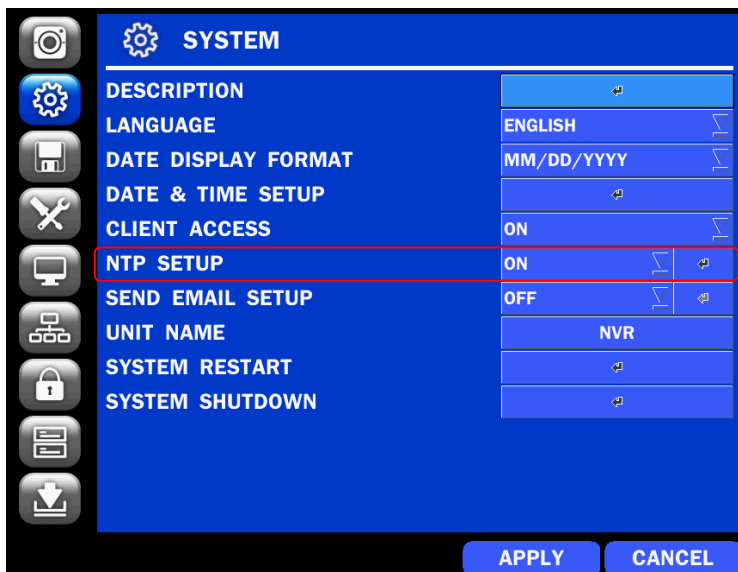 SYSTEM
DESCRIPTION
LANGUAGE ENGLISH
DATE DISPLAY FORMAT MM/DD/YYYY
DATE & TIME SETUP
CLIENT ACCESS ON
NTP SETUP ON
SEND EMAIL SETUP OFF
UNIT NAME NVR
SYSTEM RESTART
SYSTEM SHUTDOWN
APPLY CANCEL